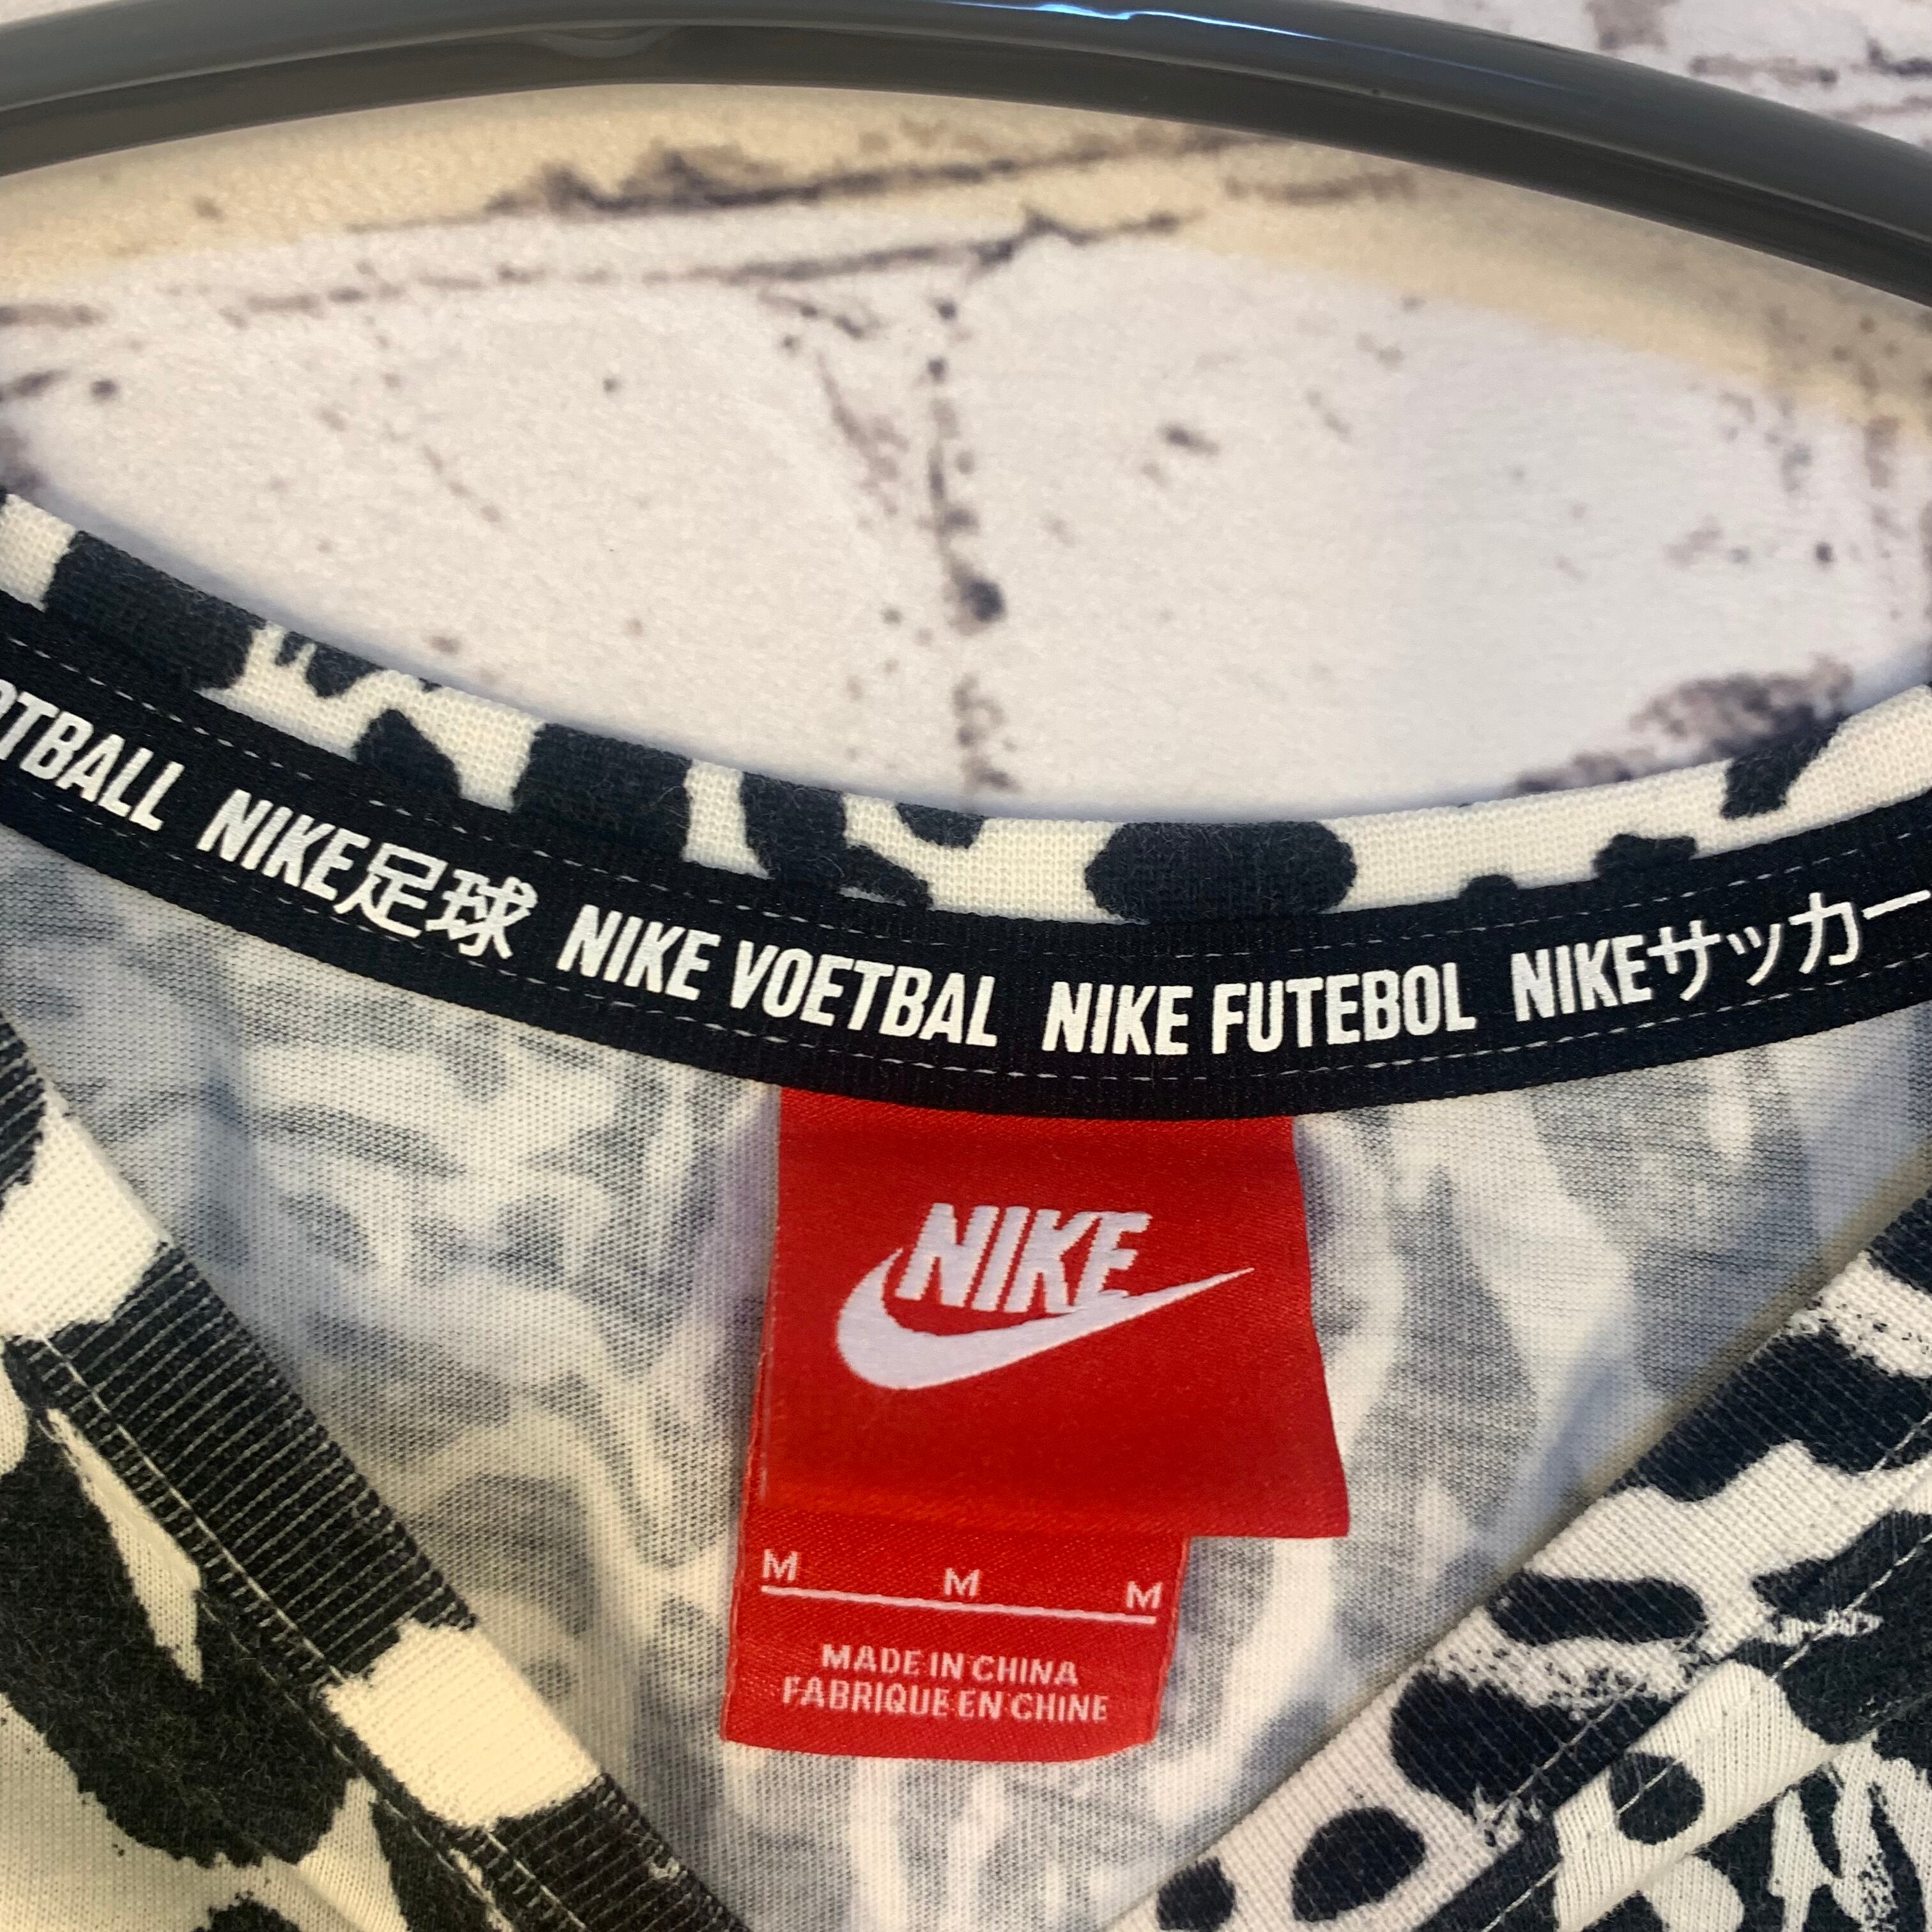 OTBALL NIKE足球 NIKE VOETBAL NIKE FUTEBOL NIKEサッカー
NIKE
M M M
MADE IN CHINA
FABRIQUE EN CHINE